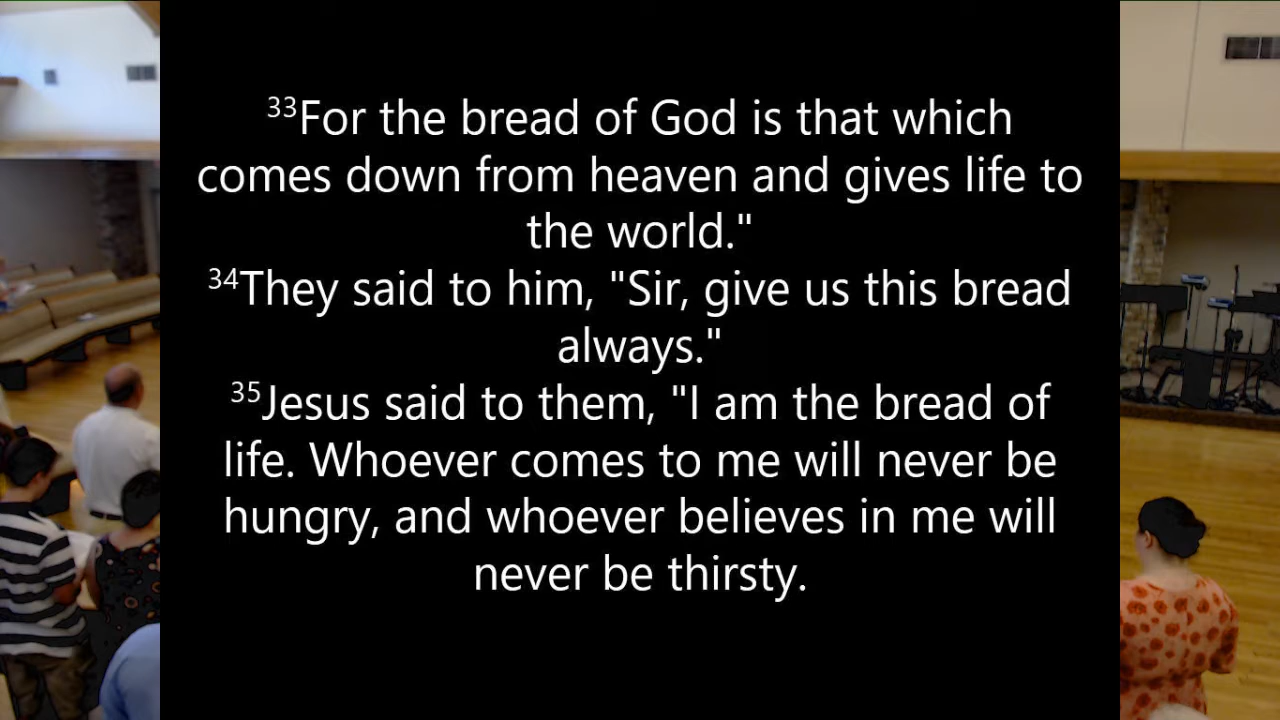 33For the bread of God is that which
comes down from heaven and gives life to
the world."
34They said to him, "Sir, give us this bread
always."
35Jesus said to them, "I am the bread of
life. Whoever comes to me will never be
hungry, and whoever believes in me will
never be thirsty.